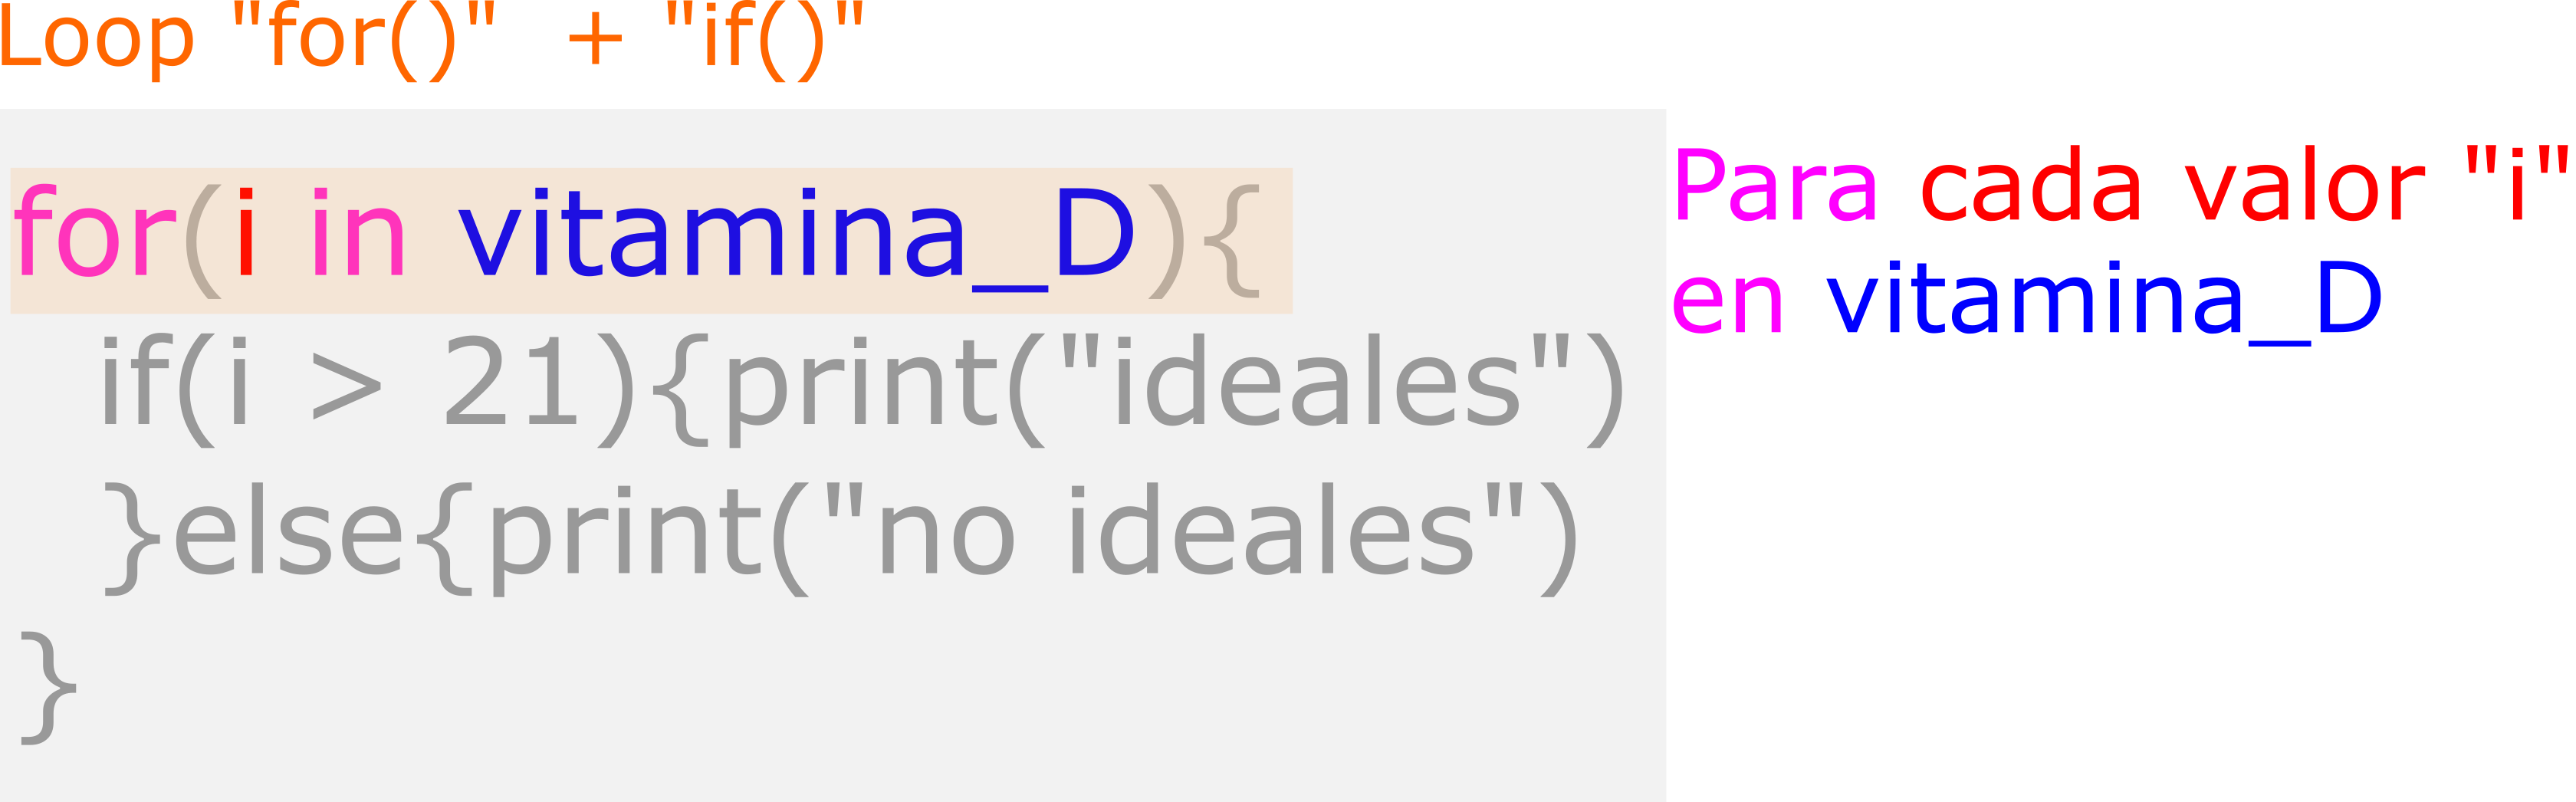 Loop "for()"  + "if()"
for(i in vitamina_D){
Para cada valor "i"
en vitamina_D
if(i > 21){print("ideales")
}else{print("no ideales")
}